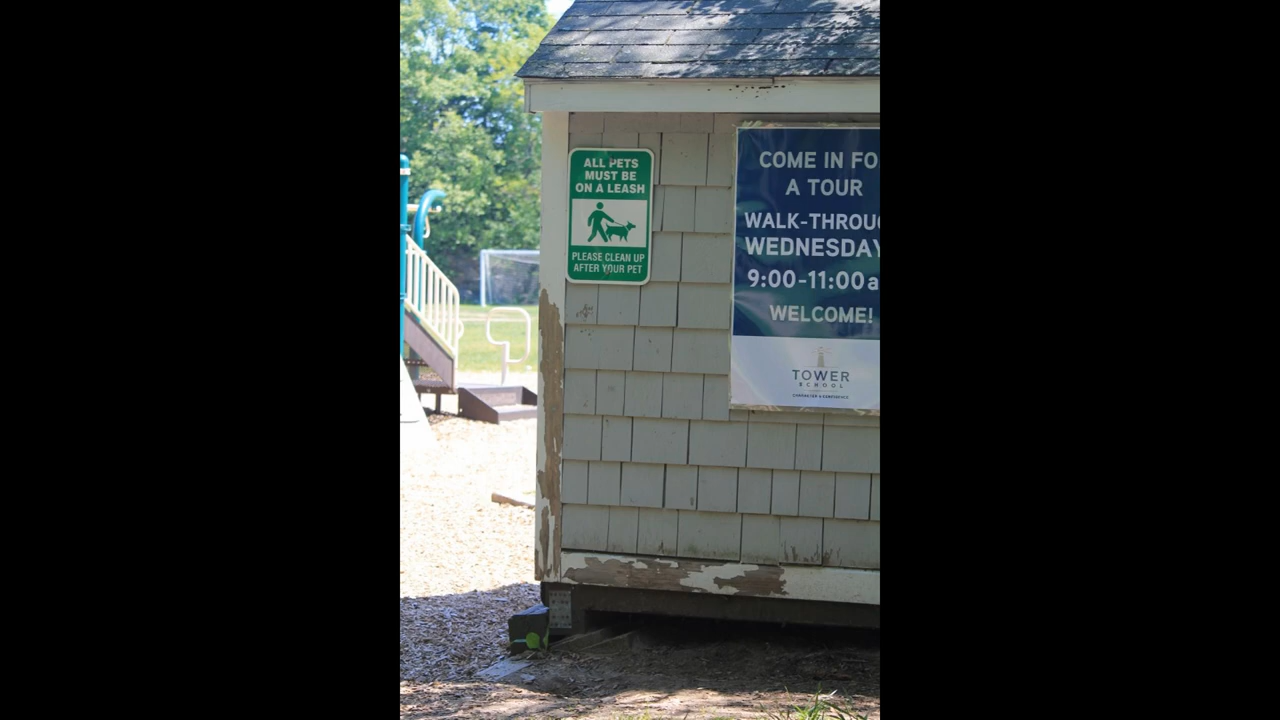 ALL PETS
MUST BE
ON A LEASH
PLEASE CLEAN UP
AFTER YOUR PET
COME IN FO
A TOUR
WALK-THROUG
WEDNESDAY
9:00-11:00a
WELCOME!
TOWER
SCHOOL